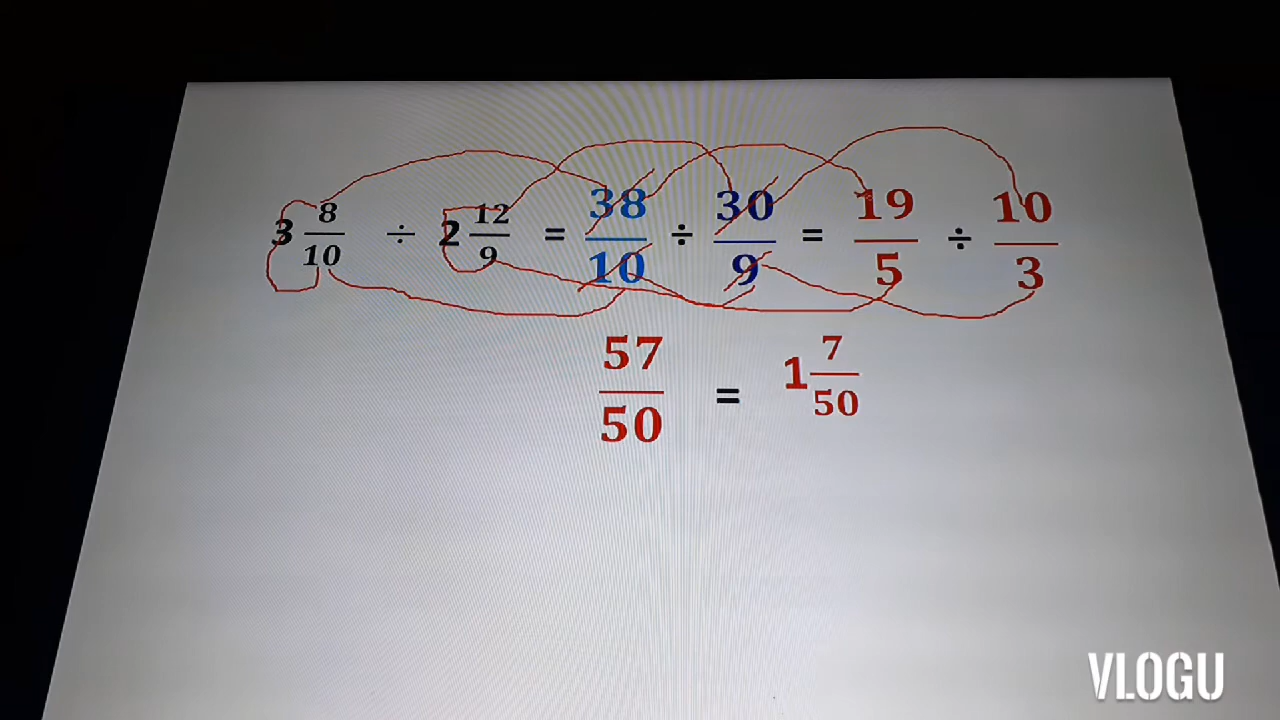 3 8/10 ÷ 2 12/9 = 38/10 ÷ 30/9 = 19/5 ÷ 10/3
57/50 = 1 7/50
VLOGU